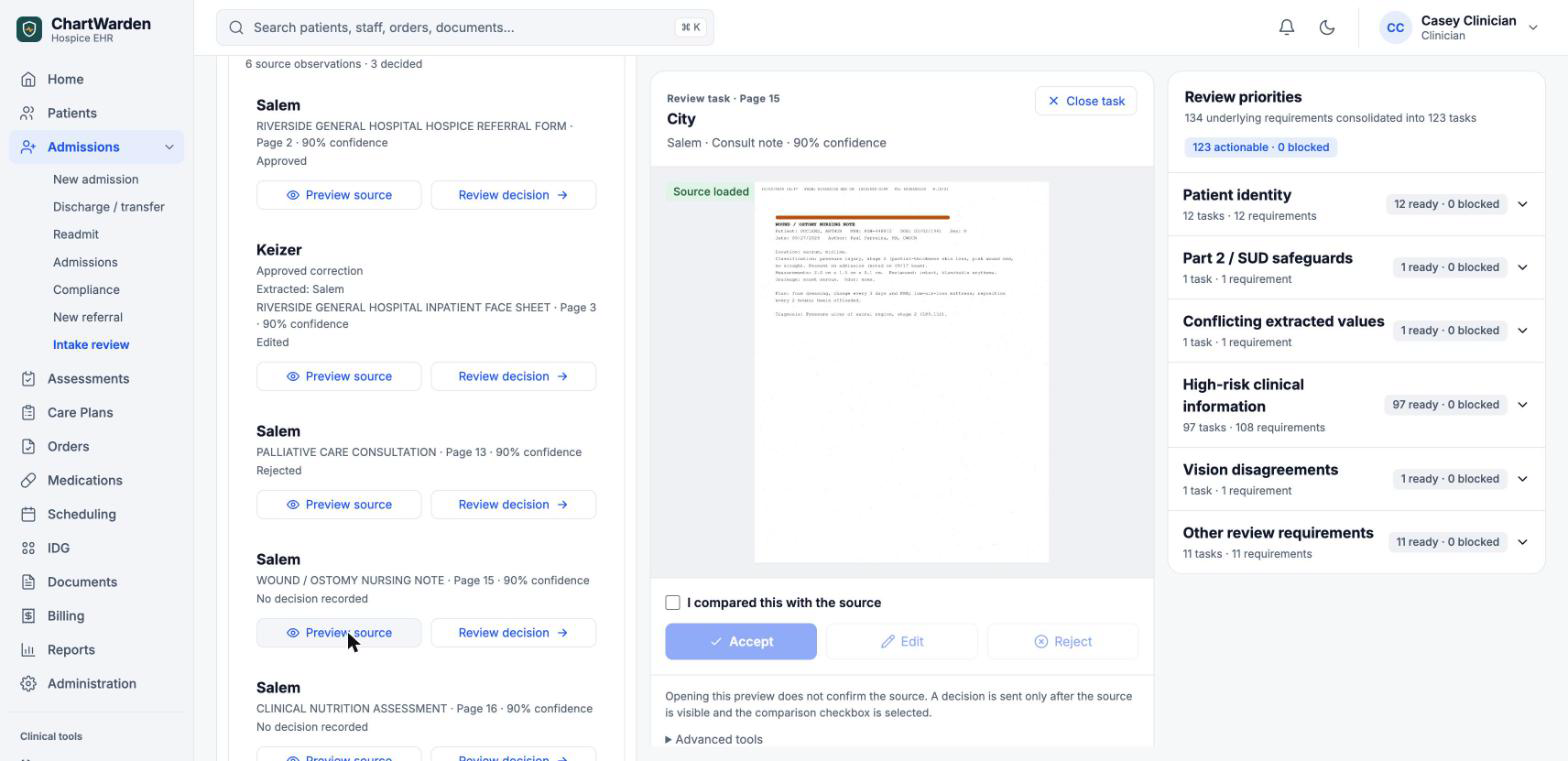 ChartWarden
Hospice EHR
Search patients, staff, orders, documents...
⌘ K
CC
Casey Clinician
Clinician
Home
Patients
Admissions
New admission
Discharge / transfer
Readmit
Admissions
Compliance
New referral
Intake review
Assessments
Care Plans
Orders
Medications
Scheduling
IDG
Documents
Billing
Reports
Administration
Clinical tools
6 source observations · 3 decided
Salem
RIVERSIDE GENERAL HOSPITAL HOSPICE REFERRAL FORM ·
Page 2 · 90% confidence
Approved
Preview source
Review decision →
Keizer
Approved correction
Extracted: Salem
RIVERSIDE GENERAL HOSPITAL INPATIENT FACE SHEET · Page 3
· 90% confidence
Edited
Preview source
Review decision →
Salem
PALLIATIVE CARE CONSULTATION · Page 13 · 90% confidence
Rejected
Preview source
Review decision →
Salem
WOUND / OSTOMY NURSING NOTE · Page 15 · 90% confidence
No decision recorded
Preview source
Review decision →
Salem
CLINICAL NUTRITION ASSESSMENT · Page 16 · 90% confidence
No decision recorded
Preview source
Review decision →
Review task · Page 15
City
Salem · Consult note · 90% confidence
Close task
Source loaded
WOUND / OSTOMY NURSING NOTE
Location: sacrum, midline.
I compared this with the source
Accept
Edit
Reject
Opening this preview does not confirm the source. A decision is sent only after the source
is visible and the comparison checkbox is selected.
Advanced tools
Review priorities
134 underlying requirements consolidated into 123 tasks
123 actionable · 0 blocked
Patient identity
12 tasks · 12 requirements
12 ready · 0 blocked
Part 2 / SUD safeguards
1 task · 1 requirement
1 ready · 0 blocked
Conflicting extracted values
1 task · 1 requirement
1 ready · 0 blocked
High-risk clinical
information
97 tasks · 108 requirements
97 ready · 0 blocked
Vision disagreements
1 task · 1 requirement
1 ready · 0 blocked
Other review requirements
11 tasks · 11 requirements
11 ready · 0 blocked